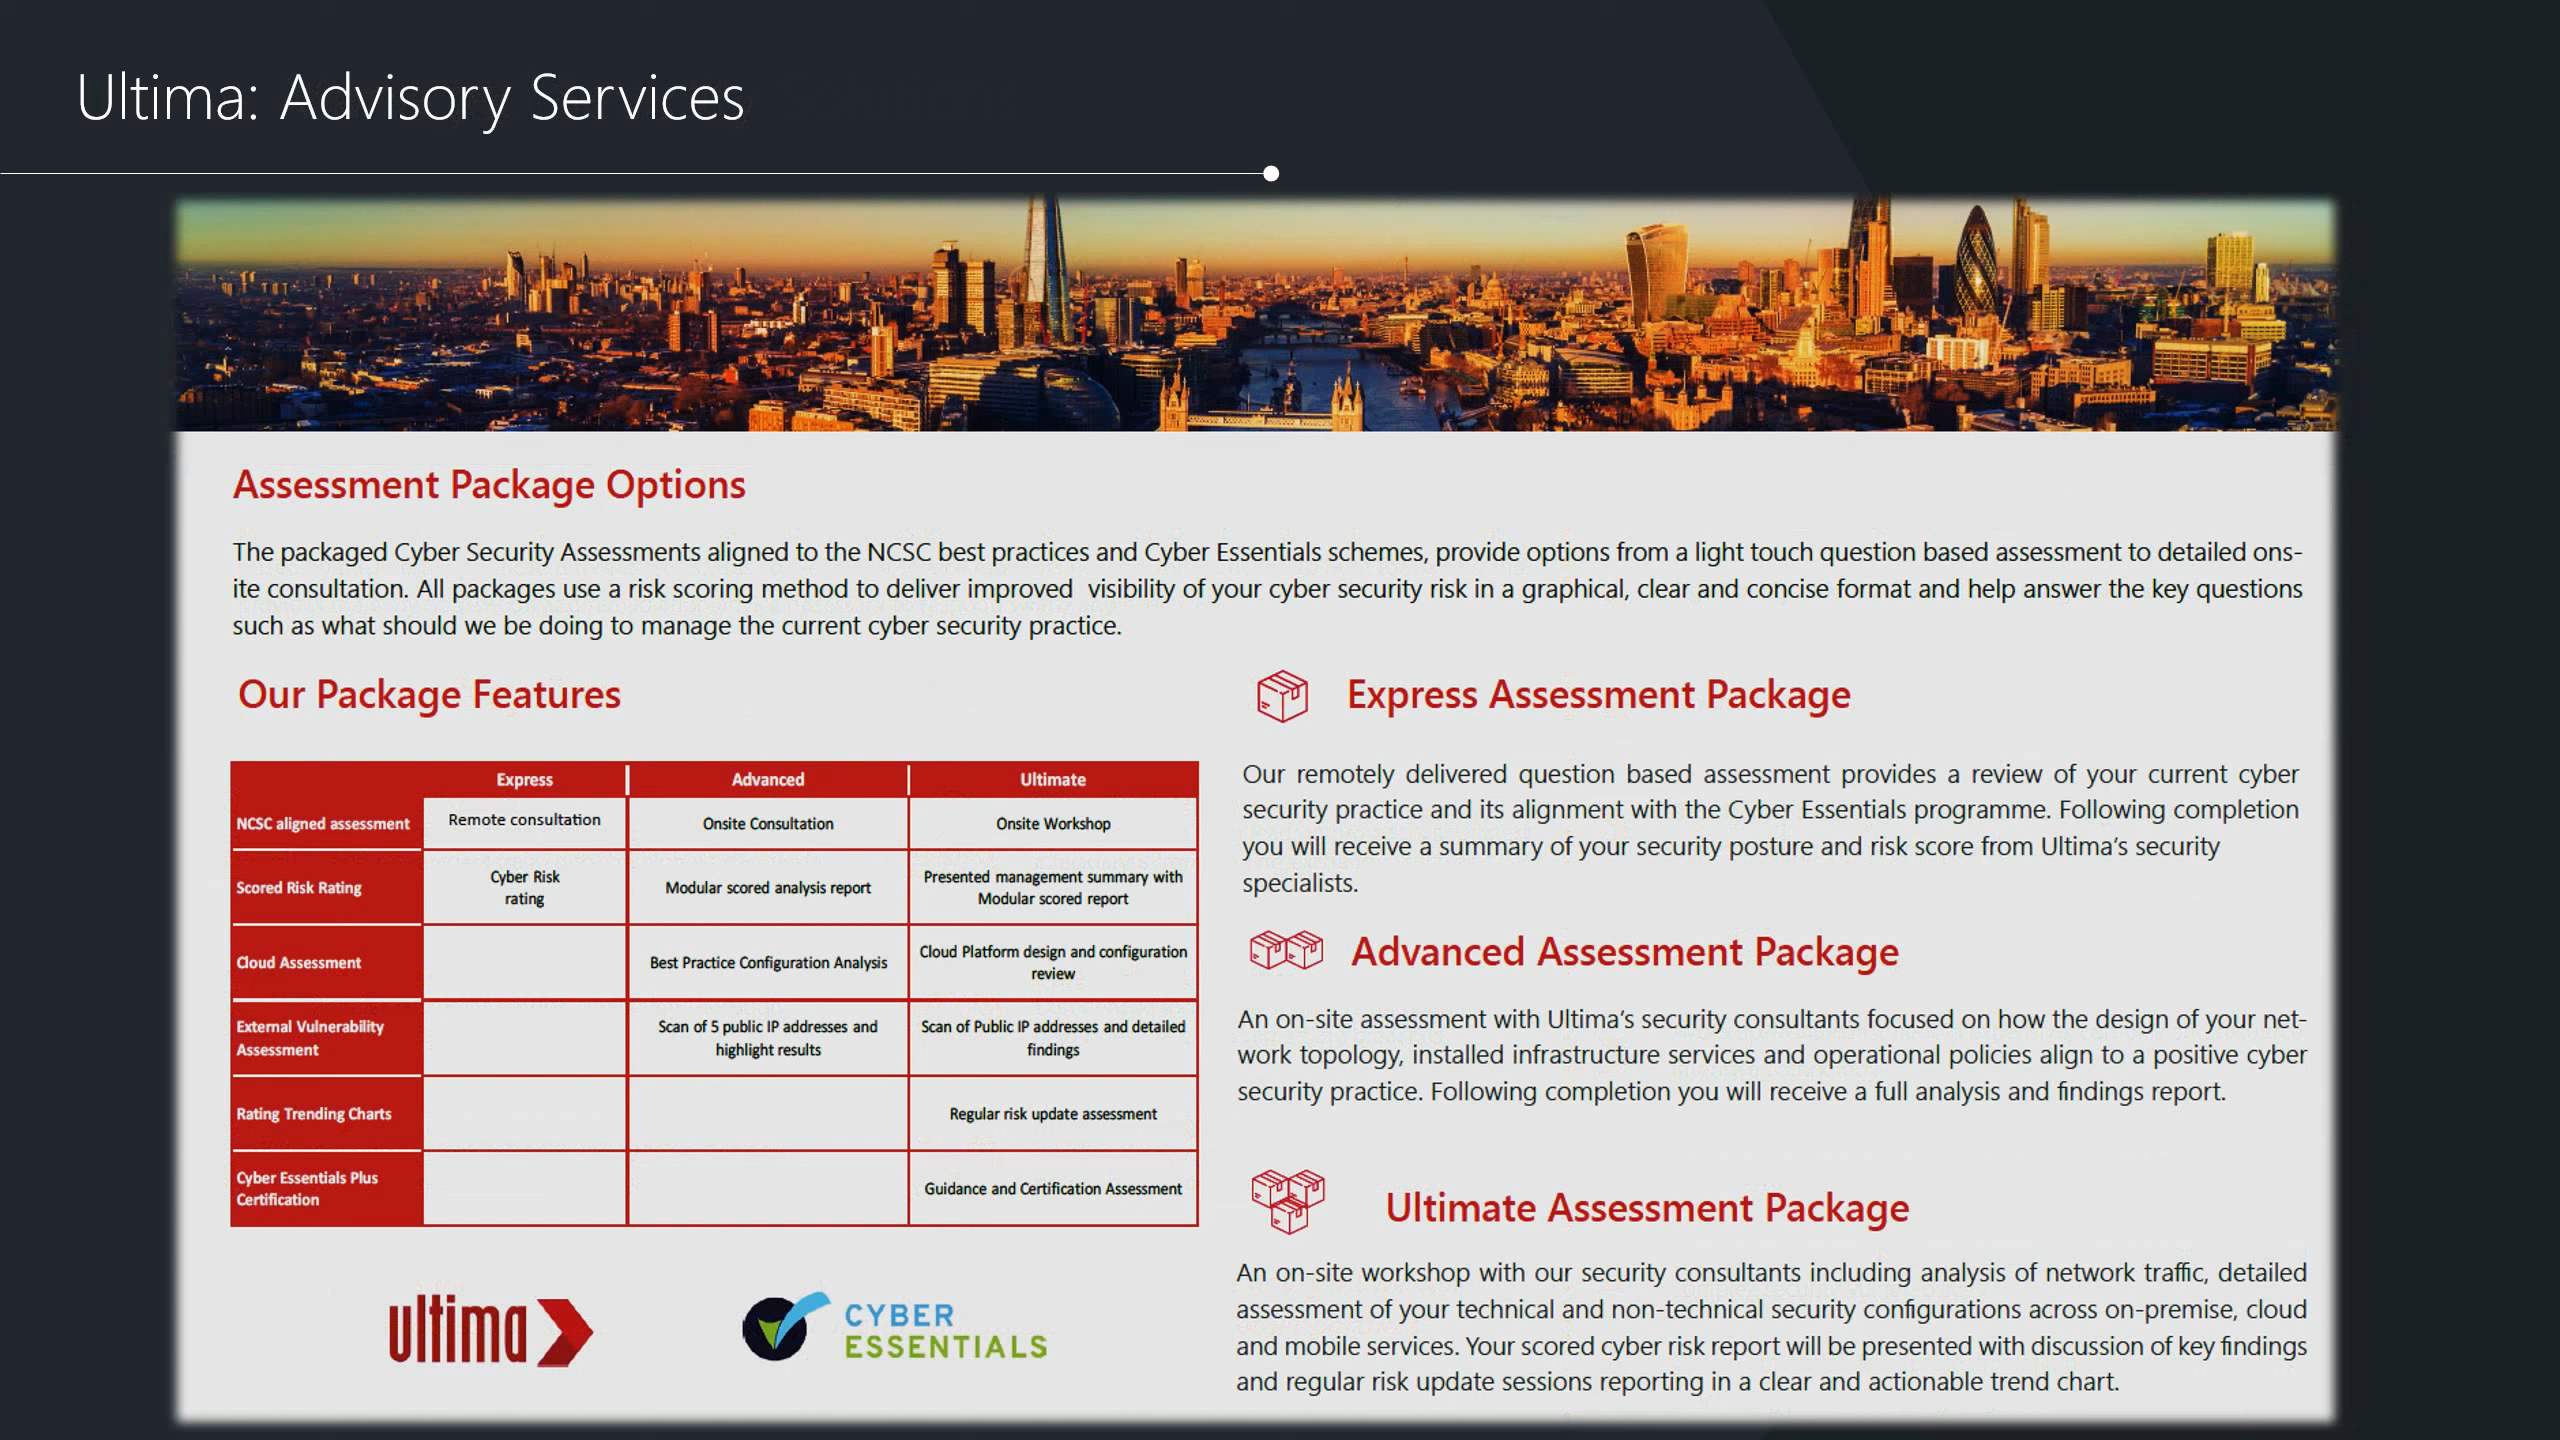 Ultima: Advisory Services
Assessment Package Options
The packaged Cyber Security Assessments aligned to the NCSC best practices and Cyber Essentials schemes, provide options from a light touch question based assessment to detailed ons-
ite consultation. All packages use a risk scoring method to deliver improved  visibility of your cyber security risk in a graphical, clear and concise format and help answer the key questions
such as what should we be doing to manage the current cyber security practice.
Our Package Features
Express Advanced Ultimate
NCSC aligned assessment Remote consultation Onsite Consultation Onsite Workshop
Scored Risk Rating
Cyber Risk
rating
Modular scored analysis report
Presented management summary with
Modular scored report
Cloud Assessment
Best Practice Configuration Analysis
Cloud Platform design and configuration
review
External Vulnerability
Assessment
Scan of 5 public IP addresses and
highlight results
Scan of Public IP addresses and detailed
findings
Rating Trending Charts
Regular risk update assessment
Cyber Essentials Plus
Certification
Guidance and Certification Assessment
ultima
CYBER
ESSENTIALS
Express Assessment Package
Our remotely delivered question based assessment provides a review of your current cyber
security practice and its alignment with the Cyber Essentials programme. Following completion
you will receive a summary of your security posture and risk score from Ultima's security
specialists.
Advanced Assessment Package
An on-site assessment with Ultima's security consultants focused on how the design of your net-
work topology, installed infrastructure services and operational policies align to a positive cyber
security practice. Following completion you will receive a full analysis and findings report.
Ultimate Assessment Package
An on-site workshop with our security consultants including analysis of network traffic, detailed
assessment of your technical and non-technical security configurations across on-premise, cloud
and mobile services. Your scored cyber risk report will be presented with discussion of key findings
and regular risk update sessions reporting in a clear and actionable trend chart.